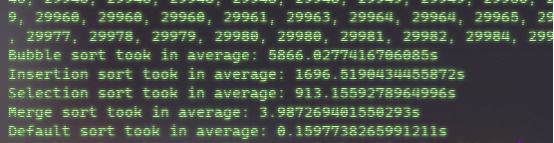 9, 29960, 29960, 29960, 29961, 29963, 29964, 29964, 29965, 29
, 29977, 29978, 29979, 29980, 29980, 29981, 29982, 29984, 299
Bubble sort took in average: 5866.0277416706085s
Insertion sort took in average: 1696.5190434455872s
Selection sort took in average: 913.1559278964996s
Merge sort took in average: 3.987269401550293s
Default sort took in average: 0.1597738265991211s